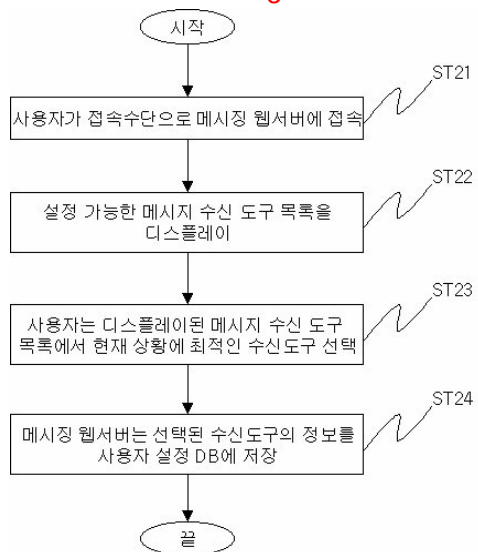 시작
ST21
사용자가 접속수단으로 메시징 웹서버에 접속
ST22
설정 가능한 메시지 수신 도구 목록을
디스플레이
ST23
사용자는 디스플레이된 메시지 수신 도구
목록에서 현재 상황에 최적인 수신도구 선택
ST24
메시징 웹서버는 선택된 수신도구의 정보를
사용자 설정 DB에 저장
끝